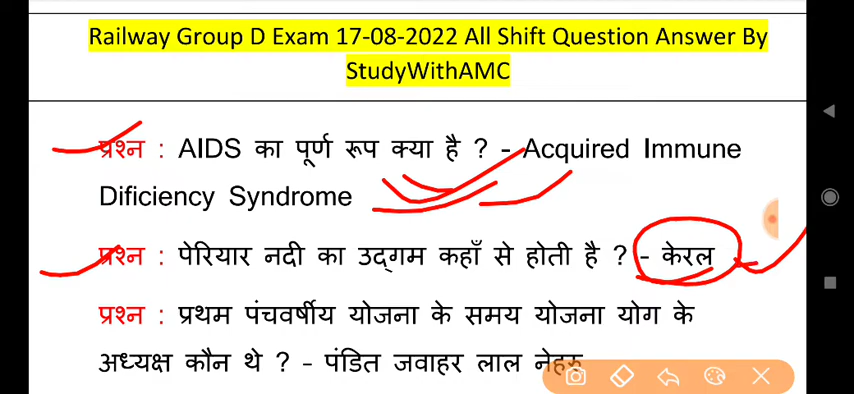 Railway Group D Exam 17-08-2022 All Shift Question Answer By
StudyWithAMC
प्रश्न : AIDS का पूर्ण रूप क्या है ? - Acquired Immune
Dificiency Syndrome
प्रश्न : पेरियार नदी का उद्गम कहाँ से होती है ? - केरल
प्रश्न : प्रथम पंचवर्षीय योजना के समय योजना योग के
अध्यक्ष कौन थे ? - पंडित जवाहर लाल नेहरु